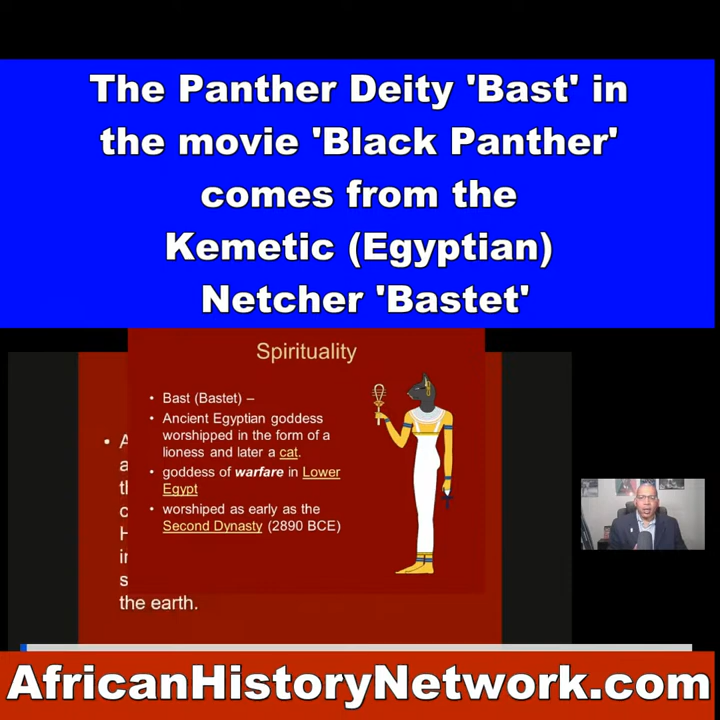 The Panther Deity 'Bast' in
the movie 'Black Panther'
comes from the
Kemetic (Egyptian)
Netcher 'Bastet'
Spirituality
• Bast (Bastet) –
• Ancient Egyptian goddess
worshipped in the form of a
lioness and later a cat.
• goddess of warfare in Lower
Egypt
• worshiped as early as the
Second Dynasty (2890 BCE)
the earth.
AfricanHistoryNetwork.com